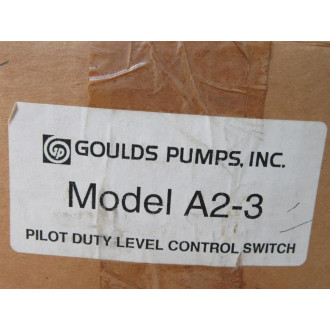 GOULDS PUMPS, INC.
Model A2-3
PILOT DUTY LEVEL CONTROL SWITCH